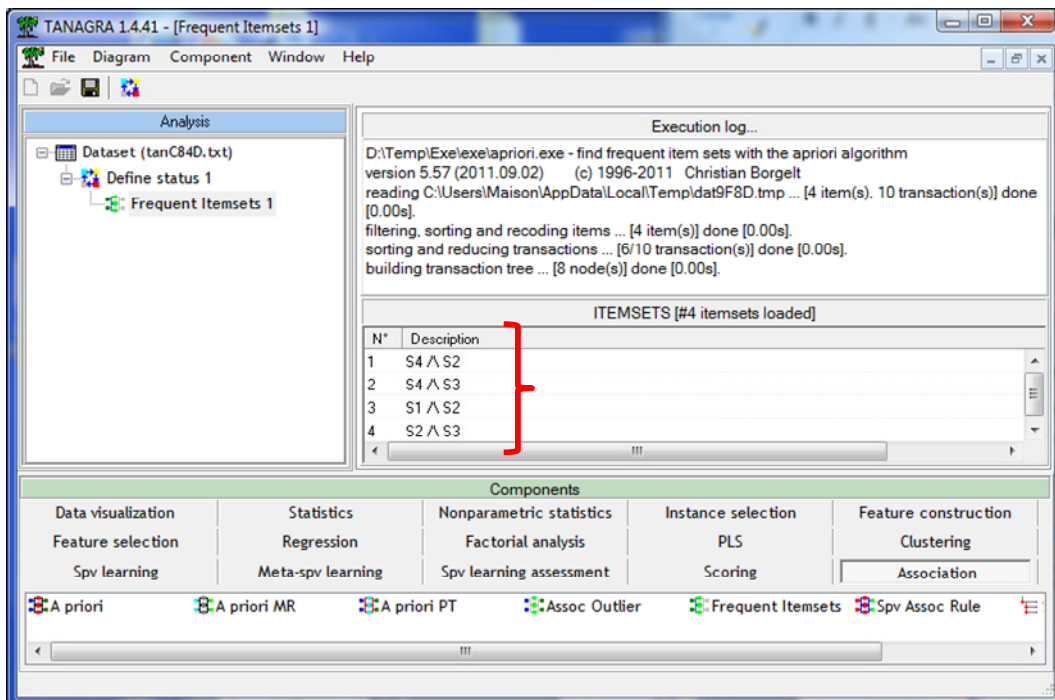 TANAGRA 1.4.41 - [Frequent Itemsets 1]
File Diagram Component Window Help
Analysis
Dataset (tanC84D.txt)
Define status 1
Frequent Itemsets 1
Execution log...
D:\Temp\Exe\exe\apriori.exe - find frequent item sets with the apriori algorithm
version 5.57 (2011.09.02) (c) 1996-2011 Christian Borgelt
reading C:\Users\Maison\AppData\Local\Temp\dat9F8D.tmp ... [4 item(s), 10 transaction(s)] done
[0.00s].
filtering, sorting and recoding items ... [4 item(s)] done [0.00s].
sorting and reducing transactions ... [6/10 transaction(s)] done [0.00s].
building transaction tree ... [8 node(s)] done [0.00s].
ITEMSETS [#4 itemsets loaded]
N° Description
1 S4 /\ S2
2 S4 /\ S3
3 S1 /\ S2
4 S2 /\ S3
Components
Data visualization Statistics Nonparametric statistics Instance selection Feature construction
Feature selection Regression Factorial analysis PLS Clustering
Spv learning Meta-spv learning Spv learning assessment Scoring Association
A priori A priori MR A priori PT Assoc Outlier Frequent Itemsets Spv Assoc Rule